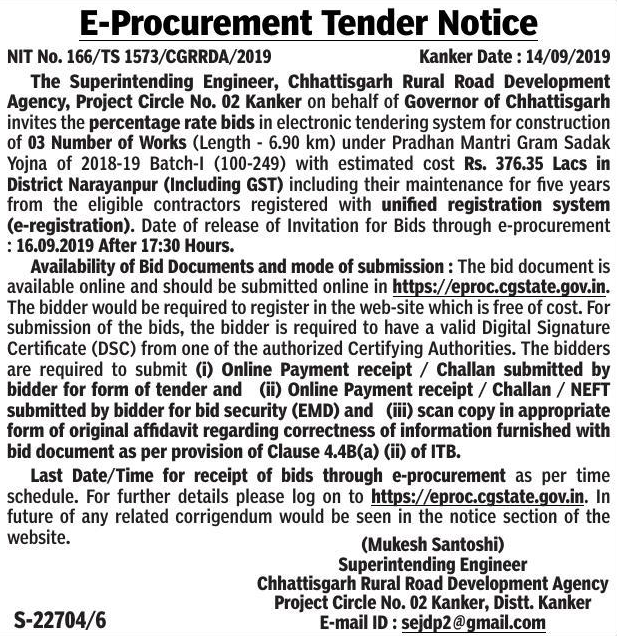 E-Procurement Tender Notice
NIT No. 166/TS 1573/CGRRDA/2019 Kanker Date : 14/09/2019
The Superintending Engineer, Chhattisgarh Rural Road Development
Agency, Project Circle No. 02 Kanker on behalf of Governor of Chhattisgarh
invites the percentage rate bids in electronic tendering system for construction
of 03 Number of Works (Length - 6.90 km) under Pradhan Mantri Gram Sadak
Yojna of 2018-19 Batch-I (100-249) with estimated cost Rs. 376.35 Lacs in
District Narayanpur (Including GST) including their maintenance for five years
from the eligible contractors registered with unified registration system
(e-registration). Date of release of Invitation for Bids through e-procurement
: 16.09.2019 After 17:30 Hours.
Availability of Bid Documents and mode of submission : The bid document is
available online and should be submitted online in https://eproc.cgstate.gov.in.
The bidder would be required to register in the web-site which is free of cost. For
submission of the bids, the bidder is required to have a valid Digital Signature
Certificate (DSC) from one of the authorized Certifying Authorities. The bidders
are required to submit (i) Online Payment receipt / Challan submitted by
bidder for form of tender and (ii) Online Payment receipt / Challan / NEFT
submitted by bidder for bid security (EMD) and (iii) scan copy in appropriate
form of original affidavit regarding correctness of information furnished with
bid document as per provision of Clause 4.4B(a) (ii) of ITB.
Last Date/Time for receipt of bids through e-procurement as per time
schedule. For further details please log on to https://eproc.cgstate.gov.in. In
future of any related corrigendum would be seen in the notice section of the
website.
(Mukesh Santoshi)
Superintending Engineer
Chhattisgarh Rural Road Development Agency
Project Circle No. 02 Kanker, Distt. Kanker
S-22704/6 E-mail ID : sejdp2@gmail.com